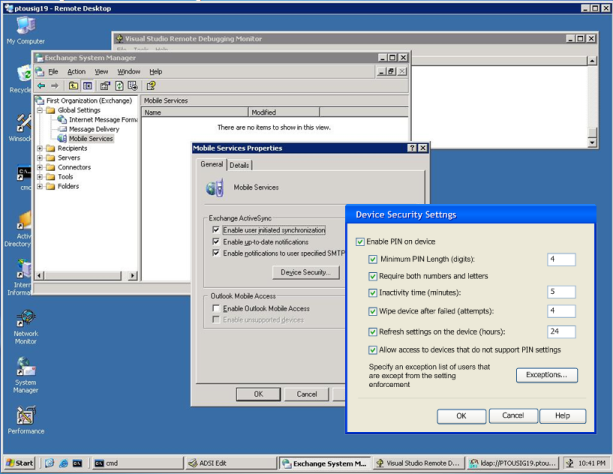 ptousig19 - Remote Desktop
My Computer
Visual Studio Remote Debugging Monitor
File Tools Help
Exchange System Manager
File Action View Window Help
First Organization (Exchange)
Global Settings
Internet Message Forma
Message Delivery
Mobile Services
Recipients
Servers
Connectors
Tools
Folders
Mobile Services
Name Modified
There are no items to show in this view.
Recycle
Winsock
cmd
Activ
Directory
Intern
Informa
Network
Monitor
System
Manager
Performance
Mobile Services Properties
General Details
Mobile Services
Exchange ActiveSync
Enable user initiated synchronization
Enable up-to-date notifications
Enable notifications to user specified SMTP
Device Security...
Outlook Mobile Access
Enable Outlook Mobile Access
Enable unsupported devices
OK Cancel
Device Security Settngs
Enable PIN on device
Minimum PIN Length (digits): 4
Require both numbers and letters
Inactivity time (minutes): 5
Wipe device after failed (attempts): 4
Refresh settings on the device (hours): 24
Allow access to devices that do not support PIN settings
Specify an exception list of users that
are except from the setting
enforcement
Exceptions...
OK Cancel Help
Start cmd ADSI Edit Exchange System M... Visual Studio Remote D... ldap://PTOUSIG19.ptou... 10:41 PM